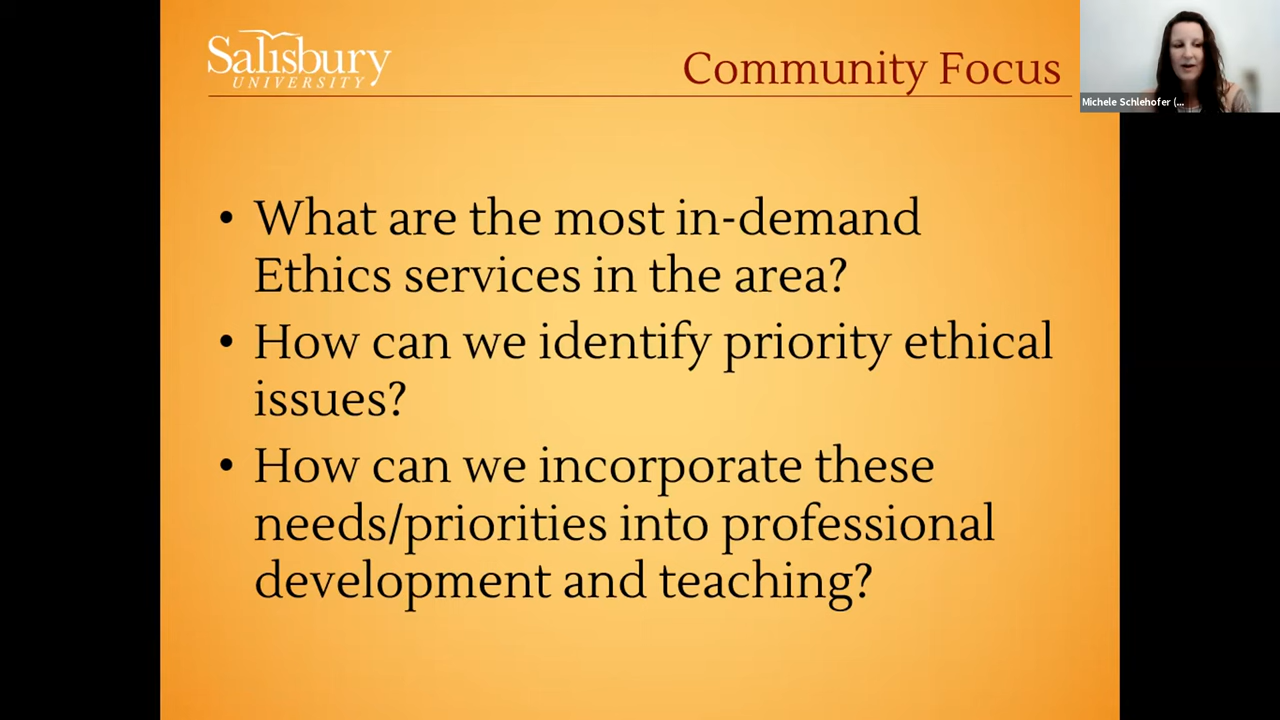 Salisbury
UNIVERSITY
Community Focus
Michele Schlehofer (...
• What are the most in-demand
Ethics services in the area?
• How can we identify priority ethical
issues?
• How can we incorporate these
needs/priorities into professional
development and teaching?